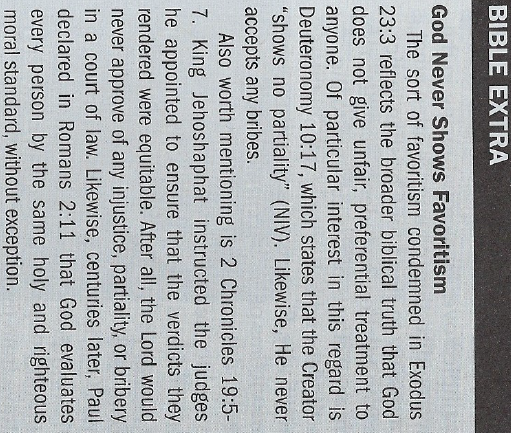 BIBLE EXTRA
God Never Shows Favoritism
The sort of favoritism condemned in Exodus
23:3 reflects the broader biblical truth that God
does not give unfair, preferential treatment to
anyone. Of particular interest in this regard is
Deuteronomy 10:17, which states that the Creator
“shows no partiality” (NIV). Likewise, He never
accepts any bribes.
Also worth mentioning is 2 Chronicles 19:5-
7. King Jehoshaphat instructed the judges
he appointed to ensure that the verdicts they
rendered were equitable. After all, the Lord would
never approve of any injustice, partiality, or bribery
in a court of law. Likewise, centuries later, Paul
declared in Romans 2:11 that God evaluates
every person by the same holy and righteous
moral standard, without exception.